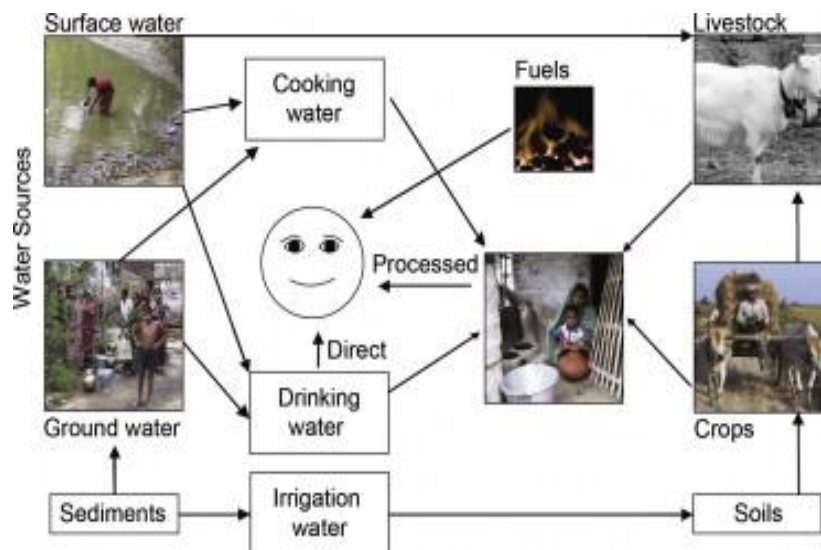 Surface water
Livestock
Cooking
water
Fuels
Water Sources
Processed
Direct
Drinking
water
Ground water
Crops
Sediments
Irrigation
water
Soils